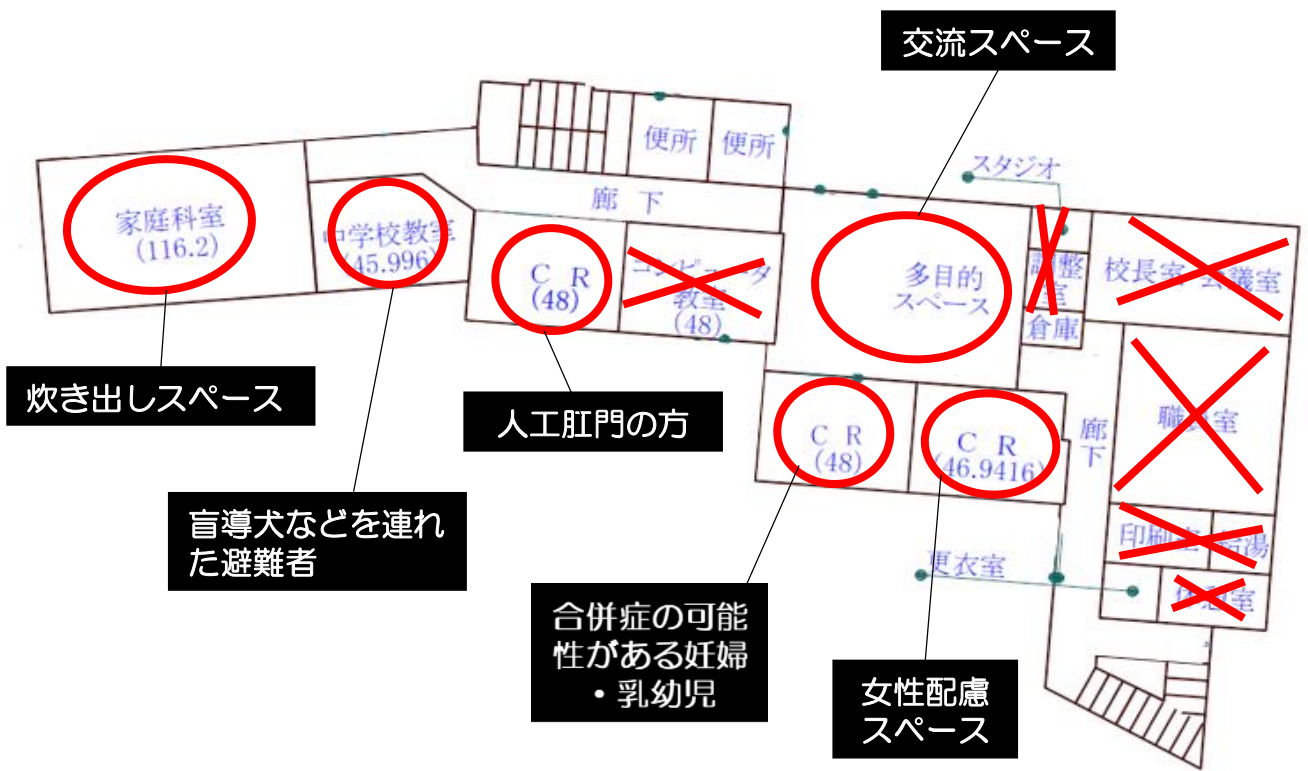 交流スペース
便所
便所
スタジオ
廊 下
家庭科室
(116.2)
中学校教室
(45.996)
C R
(48)
コンピュータ
教室
(48)
多目的
スペース
調整
室
倉庫
校長室 会議室
炊き出しスペース
人工肛門の方
C R
(48)
C R
(46.9416)
廊
下
職員室
盲導犬などを連れ
た避難者
印刷室
給湯
更衣室
休憩室
合併症の可能
性がある妊婦
・乳幼児
女性配慮
スペース